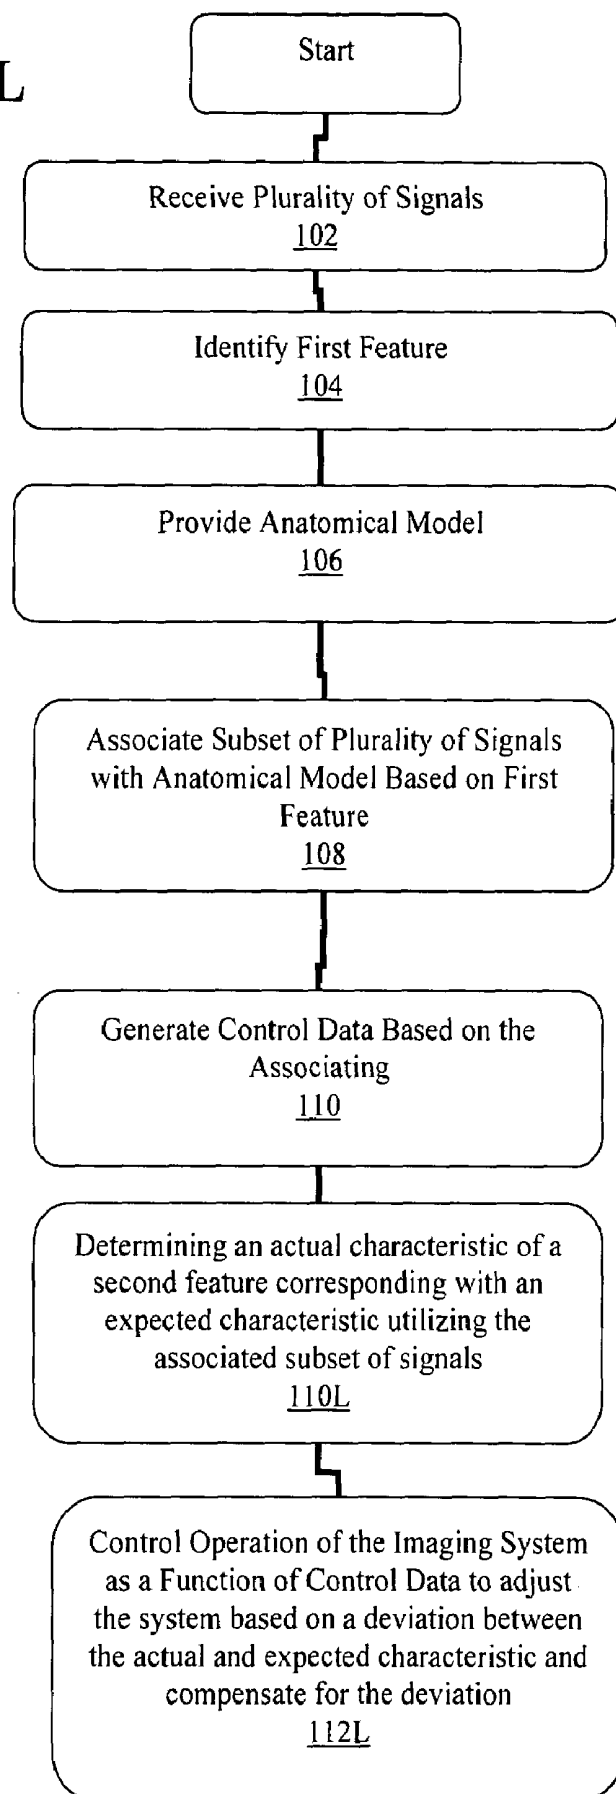 L
Start
Receive Plurality of Signals
102
Identify First Feature
104
Provide Anatomical Model
106
Associate Subset of Plurality of Signals
with Anatomical Model Based on First
Feature
108
Generate Control Data Based on the
Associating
110
Determining an actual characteristic of a
second feature corresponding with an
expected characteristic utilizing the
associated subset of signals
110L
Control Operation of the Imaging System
as a Function of Control Data to adjust
the system based on a deviation between
the actual and expected characteristic and
compensate for the deviation
112L